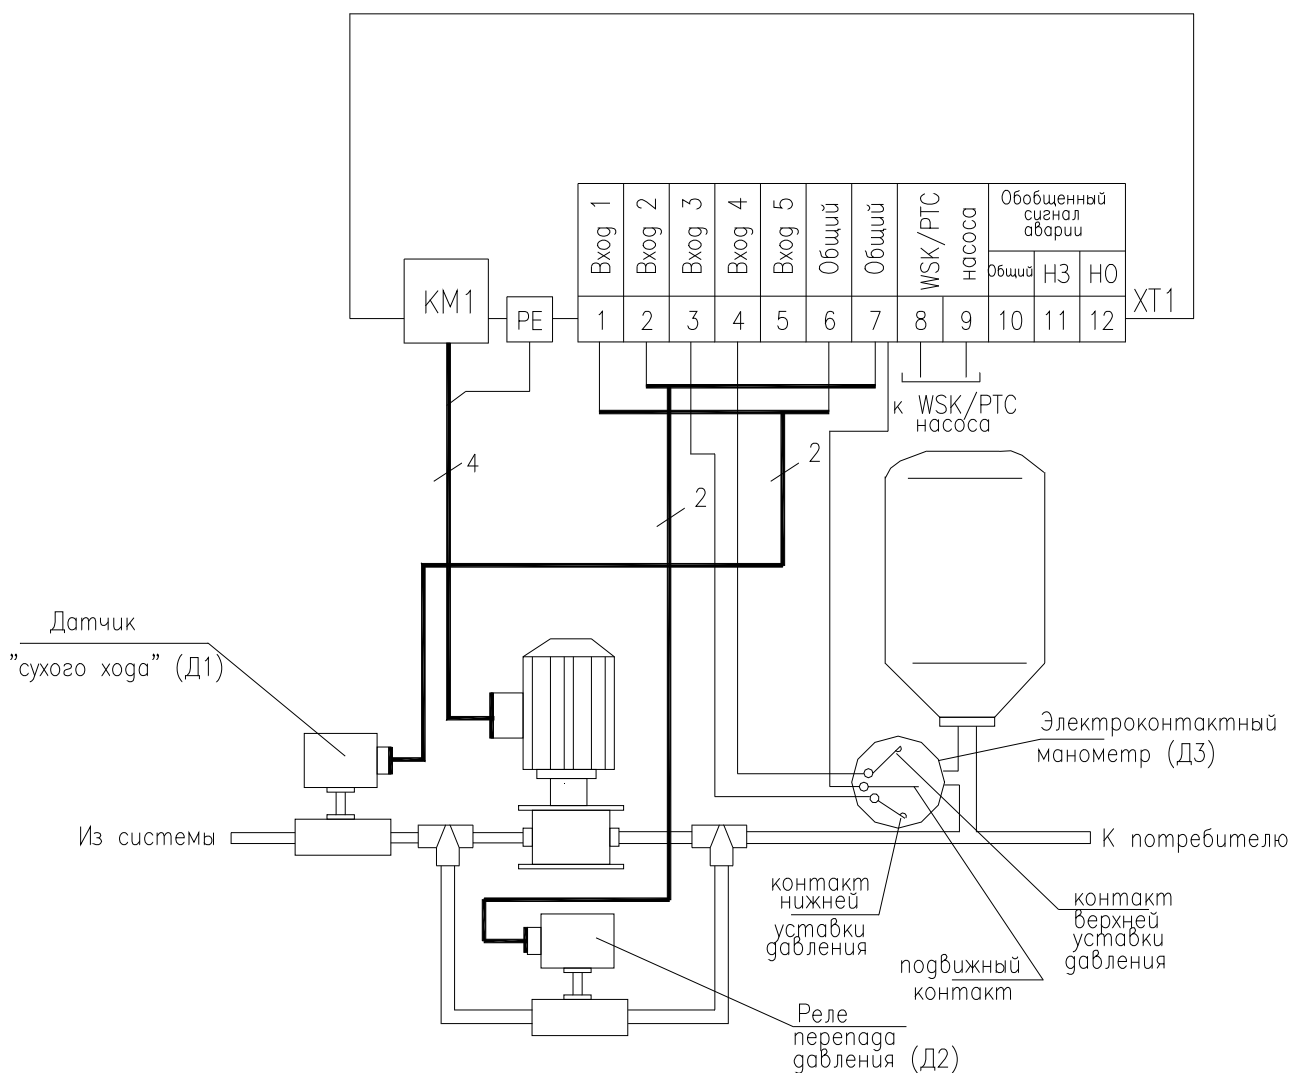 Вход 1
Вход 2
Вход 3
Вход 4
Вход 5
Общий
Общий
WSK/PTC
насоса
Обобщенный
сигнал
аварии
Общий
НЗ
НО
КМ1
РЕ
1
2
3
4
5
6
7
8
9
10
11
12
ХТ1
к WSK/PTC
насоса
4
2
2
Датчик
"сухого хода" (Д1)
Электроконтактный
манометр (Д3)
Из системы
К потребителю
контакт
нижней
уставки
давления
контакт
верхней
уставки
давления
подвижный
контакт
Реле
перепада
давления (Д2)